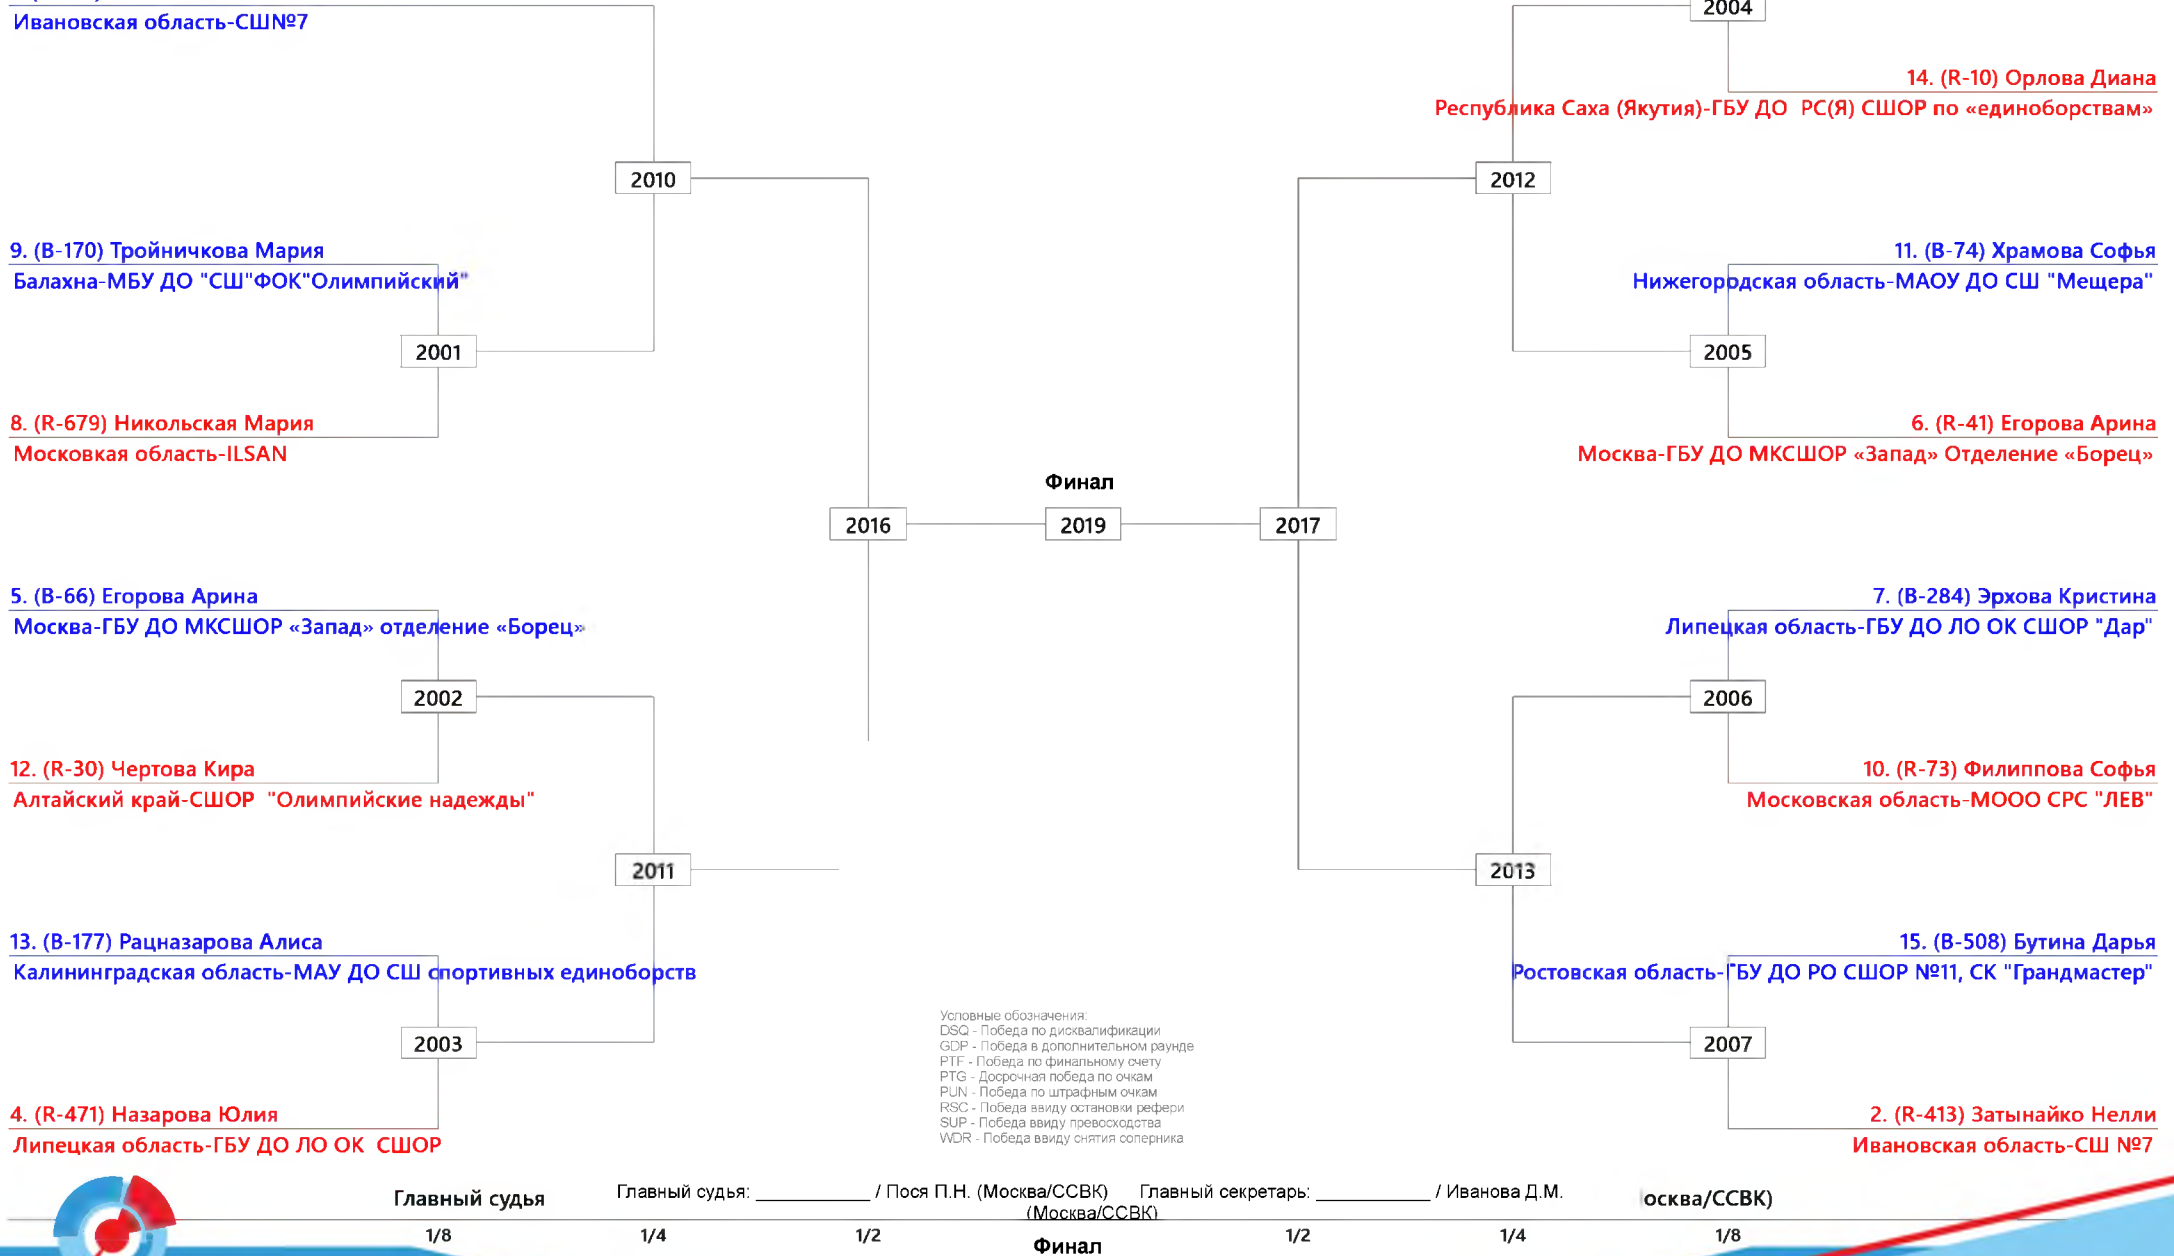 Ивановская область-СШ№7
2004
14. (R-10) Орлова Диана
Республика Саха (Якутия)-ГБУ ДО РС(Я) СШОР по «единоборствам»
2010
2012
9. (B-170) Тройничкова Мария
Балахна-МБУ ДО "СШ"ФОК"Олимпийский"
11. (B-74) Храмова Софья
Нижегородская область-МАОУ ДО СШ "Мещера"
2001
2005
8. (R-679) Никольская Мария
Московкая область-ILSAN
6. (R-41) Егорова Арина
Москва-ГБУ ДО МКСШОР «Запад» Отделение «Борец»
Финал
2016
2019
2017
5. (B-66) Егорова Арина
Москва-ГБУ ДО МКСШОР «Запад» отделение «Борец»
7. (B-284) Эрхова Кристина
Липецкая область-ГБУ ДО ЛО ОК СШОР "Дар"
2002
2006
12. (R-30) Чертова Кира
Алтайский край-СШОР "Олимпийские надежды"
10. (R-73) Филиппова Софья
Московская область-МООО СРС "ЛЕВ"
2011
2013
13. (B-177) Рацназарова Алиса
Калининградская область-МАУ ДО СШ спортивных единоборств
15. (B-508) Бутина Дарья
Ростовская область-ГБУ ДО РО СШОР №11, СК "Грандмастер"
Условные обозначения:
DSQ - Победа по дисквалификации
GDP - Победа в дополнительном раунде
PTF - Победа по финальному счету
PTG - Досрочная победа по очкам
PUN - Победа по штрафным очкам
RSC - Победа ввиду остановки рефери
SUP - Победа ввиду превосходства
WDR - Победа ввиду снятия соперника
2003
2007
4. (R-471) Назарова Юлия
Липецкая область-ГБУ ДО ЛО ОК СШОР
2. (R-413) Затынайко Нелли
Ивановская область-СШ №7
Главный судья
Главный судья: ____________ / Пося П.Н. (Москва/ССВК) Главный секретарь: ____________ / Иванова Д.М.
(Москва/ССВК)
осква/ССВК)
1/8
1/4
1/2
Финал
1/2
1/4
1/8